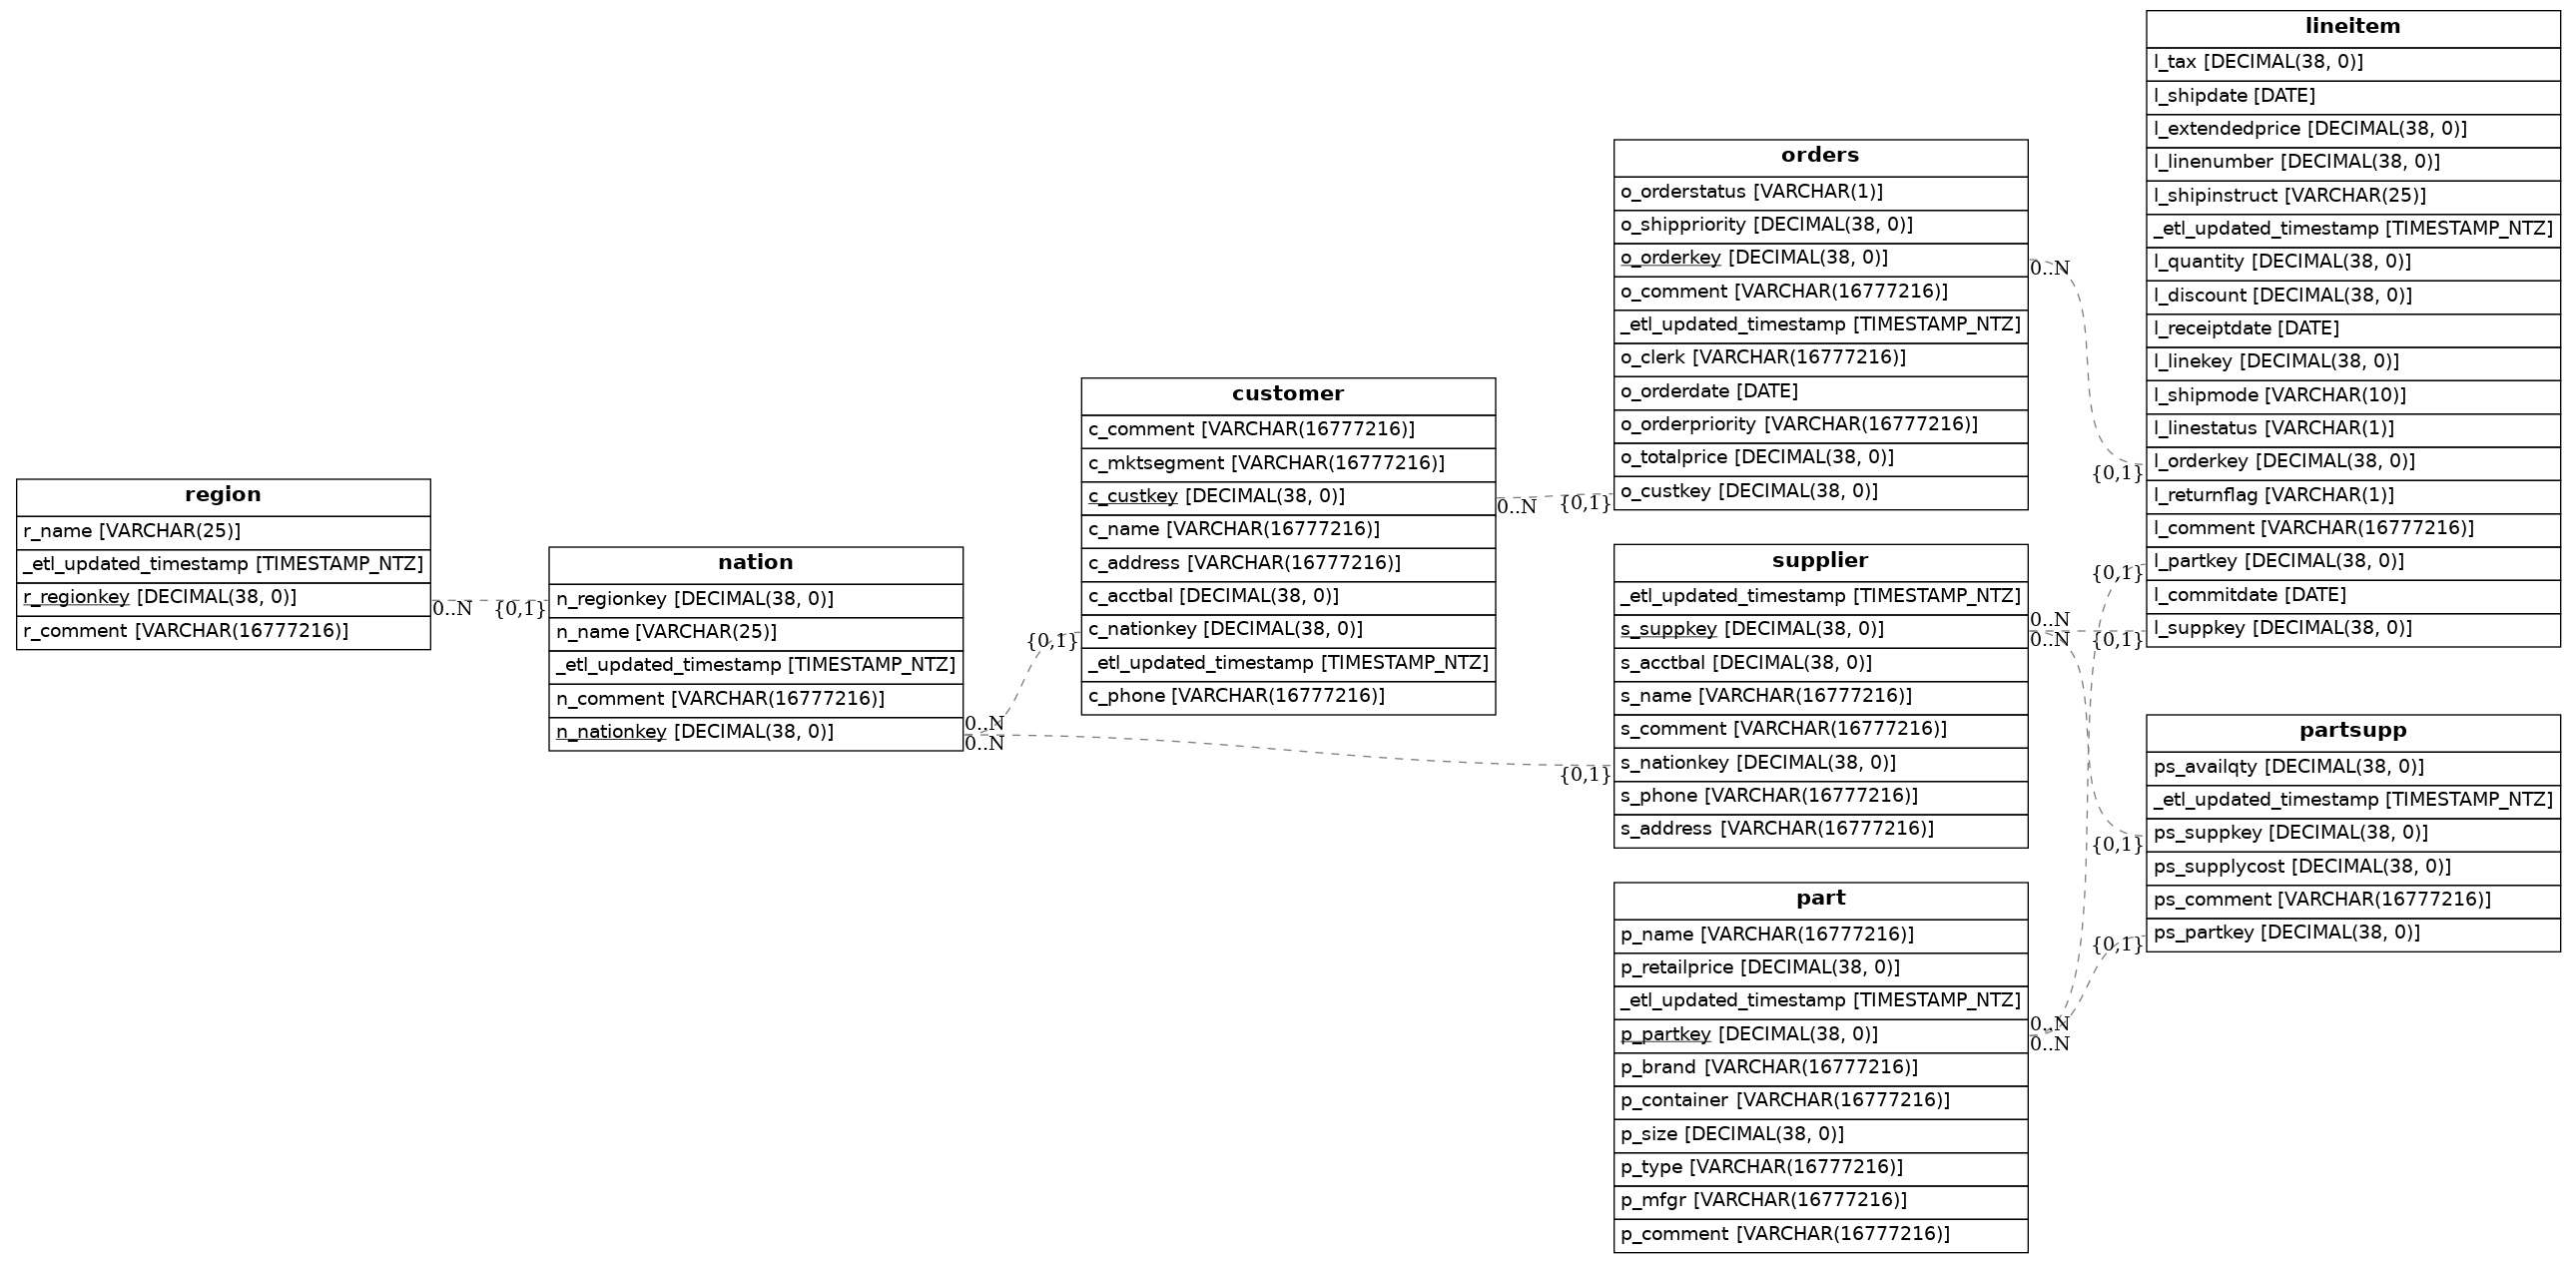 region
r_name [VARCHAR(25)]
_etl_updated_timestamp [TIMESTAMP_NTZ]
r_regionkey [DECIMAL(38, 0)]
r_comment [VARCHAR(16777216)]
0..N
{0,1}
nation
n_regionkey [DECIMAL(38, 0)]
n_name [VARCHAR(25)]
_etl_updated_timestamp [TIMESTAMP_NTZ]
n_comment [VARCHAR(16777216)]
n_nationkey [DECIMAL(38, 0)]
0..N
0..N
{0,1}
{0,1}
customer
c_comment [VARCHAR(16777216)]
c_mktsegment [VARCHAR(16777216)]
c_custkey [DECIMAL(38, 0)]
c_name [VARCHAR(16777216)]
c_address [VARCHAR(16777216)]
c_acctbal [DECIMAL(38, 0)]
c_nationkey [DECIMAL(38, 0)]
_etl_updated_timestamp [TIMESTAMP_NTZ]
c_phone [VARCHAR(16777216)]
0..N
{0,1}
orders
o_orderstatus [VARCHAR(1)]
o_shippriority [DECIMAL(38, 0)]
o_orderkey [DECIMAL(38, 0)]
o_comment [VARCHAR(16777216)]
_etl_updated_timestamp [TIMESTAMP_NTZ]
o_clerk [VARCHAR(16777216)]
o_orderdate [DATE]
o_orderpriority [VARCHAR(16777216)]
o_totalprice [DECIMAL(38, 0)]
o_custkey [DECIMAL(38, 0)]
0..N
{0,1}
supplier
_etl_updated_timestamp [TIMESTAMP_NTZ]
s_suppkey [DECIMAL(38, 0)]
s_acctbal [DECIMAL(38, 0)]
s_name [VARCHAR(16777216)]
s_comment [VARCHAR(16777216)]
s_nationkey [DECIMAL(38, 0)]
s_phone [VARCHAR(16777216)]
s_address [VARCHAR(16777216)]
0..N
0..N
{0,1}
{0,1}
part
p_name [VARCHAR(16777216)]
p_retailprice [DECIMAL(38, 0)]
_etl_updated_timestamp [TIMESTAMP_NTZ]
p_partkey [DECIMAL(38, 0)]
p_brand [VARCHAR(16777216)]
p_container [VARCHAR(16777216)]
p_size [DECIMAL(38, 0)]
p_type [VARCHAR(16777216)]
p_mfgr [VARCHAR(16777216)]
p_comment [VARCHAR(16777216)]
0..N
0..N
{0,1}
{0,1}
lineitem
l_tax [DECIMAL(38, 0)]
l_shipdate [DATE]
l_extendedprice [DECIMAL(38, 0)]
l_linenumber [DECIMAL(38, 0)]
l_shipinstruct [VARCHAR(25)]
_etl_updated_timestamp [TIMESTAMP_NTZ]
l_quantity [DECIMAL(38, 0)]
l_discount [DECIMAL(38, 0)]
l_receiptdate [DATE]
l_linekey [DECIMAL(38, 0)]
l_shipmode [VARCHAR(10)]
l_linestatus [VARCHAR(1)]
l_orderkey [DECIMAL(38, 0)]
l_returnflag [VARCHAR(1)]
l_comment [VARCHAR(16777216)]
l_partkey [DECIMAL(38, 0)]
l_commitdate [DATE]
l_suppkey [DECIMAL(38, 0)]
partsupp
ps_availqty [DECIMAL(38, 0)]
_etl_updated_timestamp [TIMESTAMP_NTZ]
ps_suppkey [DECIMAL(38, 0)]
ps_supplycost [DECIMAL(38, 0)]
ps_comment [VARCHAR(16777216)]
ps_partkey [DECIMAL(38, 0)]